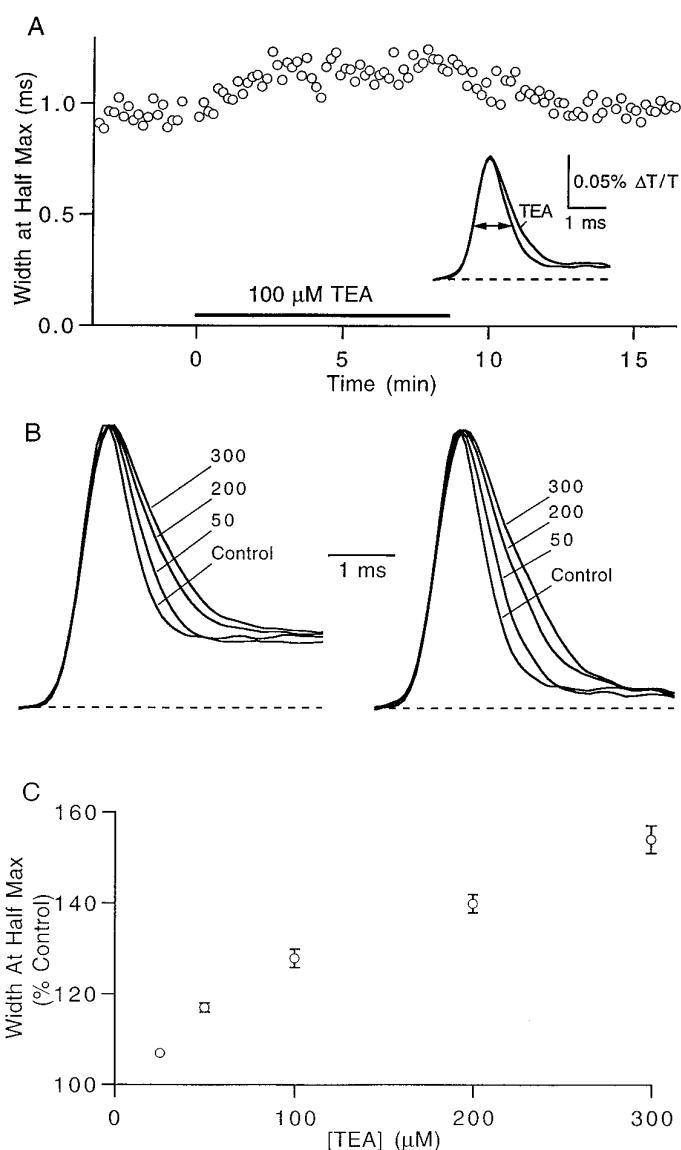 A
Width at Half Max (ms)
1.0
0.5
0.0
0.05% ΔT/T
1 ms
TEA
100 μM TEA
0
5
10
15
Time (min)
B
300
200
50
Control
1 ms
300
200
50
Control
C
Width At Half Max
(% Control)
160
140
120
100
0
100
200
300
[TEA] (μM)